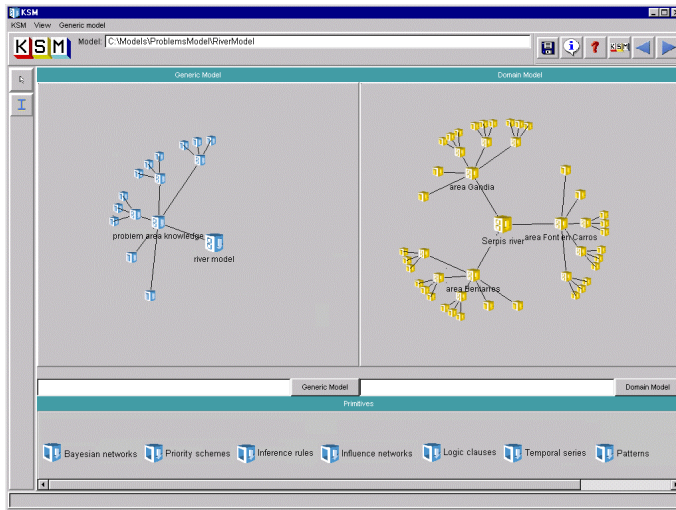 KSM
KSM View Generic model
KSM Model: C:\Models\ProblemsModel\RiverModel
? KSM
Generic Model Domain Model
area Gandia
problem area knowledge
river model
Serpis river area Font en Carros
area Beniarres
Generic Model Domain Model
Primitives
Bayesian networks Priority schemes Inference rules Influence networks Logic clauses Temporal series Patterns